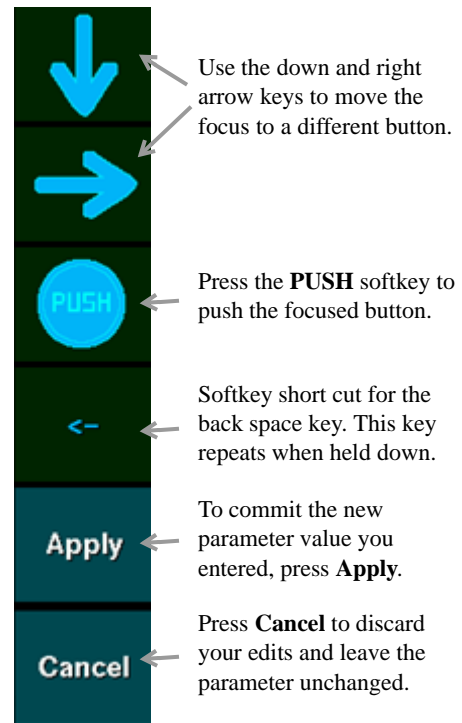 Use the down and right
arrow keys to move the
focus to a different button.
PUSH
Press the PUSH softkey to
push the focused button.
<-
Softkey short cut for the
back space key. This key
repeats when held down.
Apply
To commit the new
parameter value you
entered, press Apply.
Cancel
Press Cancel to discard
your edits and leave the
parameter unchanged.